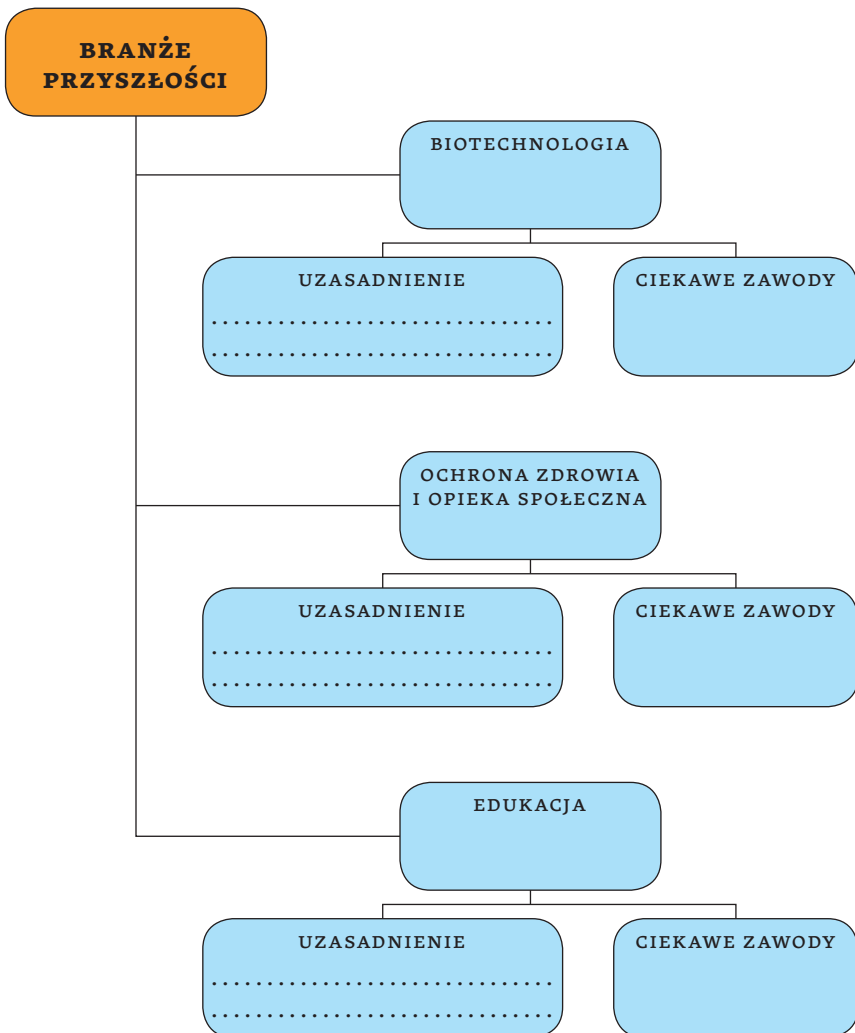 BRANŻE
PRZYSZŁOŚCI
BIOTECHNOLOGIA
UZASADNIENIE
...............................
...............................
CIEKAWE ZAWODY
OCHRONA ZDROWIA
I OPIEKA SPOŁECZNA
UZASADNIENIE
...............................
...............................
CIEKAWE ZAWODY
EDUKACJA
UZASADNIENIE
...............................
...............................
CIEKAWE ZAWODY